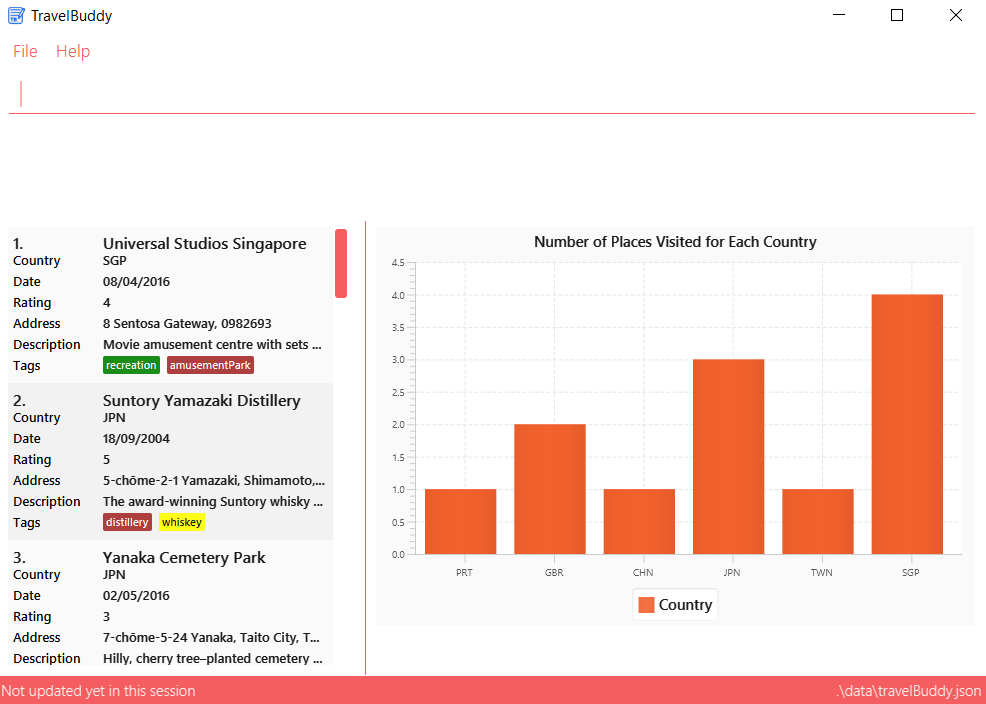 TravelBuddy
File Help
1. Universal Studios Singapore
Country SGP
Date 08/04/2016
Rating 4
Address 8 Sentosa Gateway, 0982693
Description Movie amusement centre with sets ...
Tags recreation amusementPark
2. Suntory Yamazaki Distillery
Country JPN
Date 18/09/2004
Rating 5
Address 5-chōme-2-1 Yamazaki, Shimamoto,...
Description The award-winning Suntory whisky ...
Tags distillery whiskey
3. Yanaka Cemetery Park
Country JPN
Date 02/05/2016
Rating 3
Address 7-chōme-5-24 Yanaka, Taito City, T...
Description Hilly, cherry tree–planted cemetery ...
Number of Places Visited for Each Country
4.5
4.0
3.5
3.0
2.5
2.0
1.5
1.0
0.5
0.0
PRT GBR CHN JPN TWN SGP
Country
Not updated yet in this session .\data\travelBuddy.json